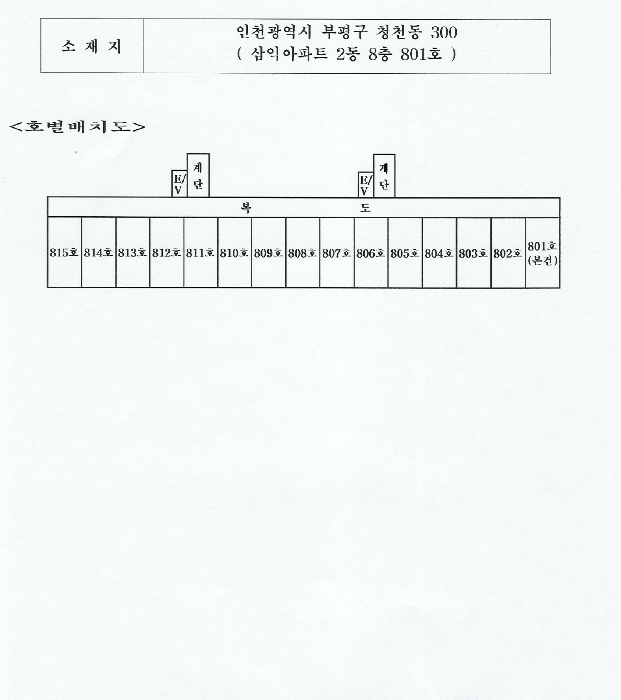 소 재 지
인천광역시 부평구 청천동 300
( 삼익아파트 2동 8층 801호 )
<호별배치도>
E/V
계단
E/V
계단
복 도
815호 814호 813호 812호 811호 810호 809호 808호 807호 806호 805호 804호 803호 802호 801호
(본건)